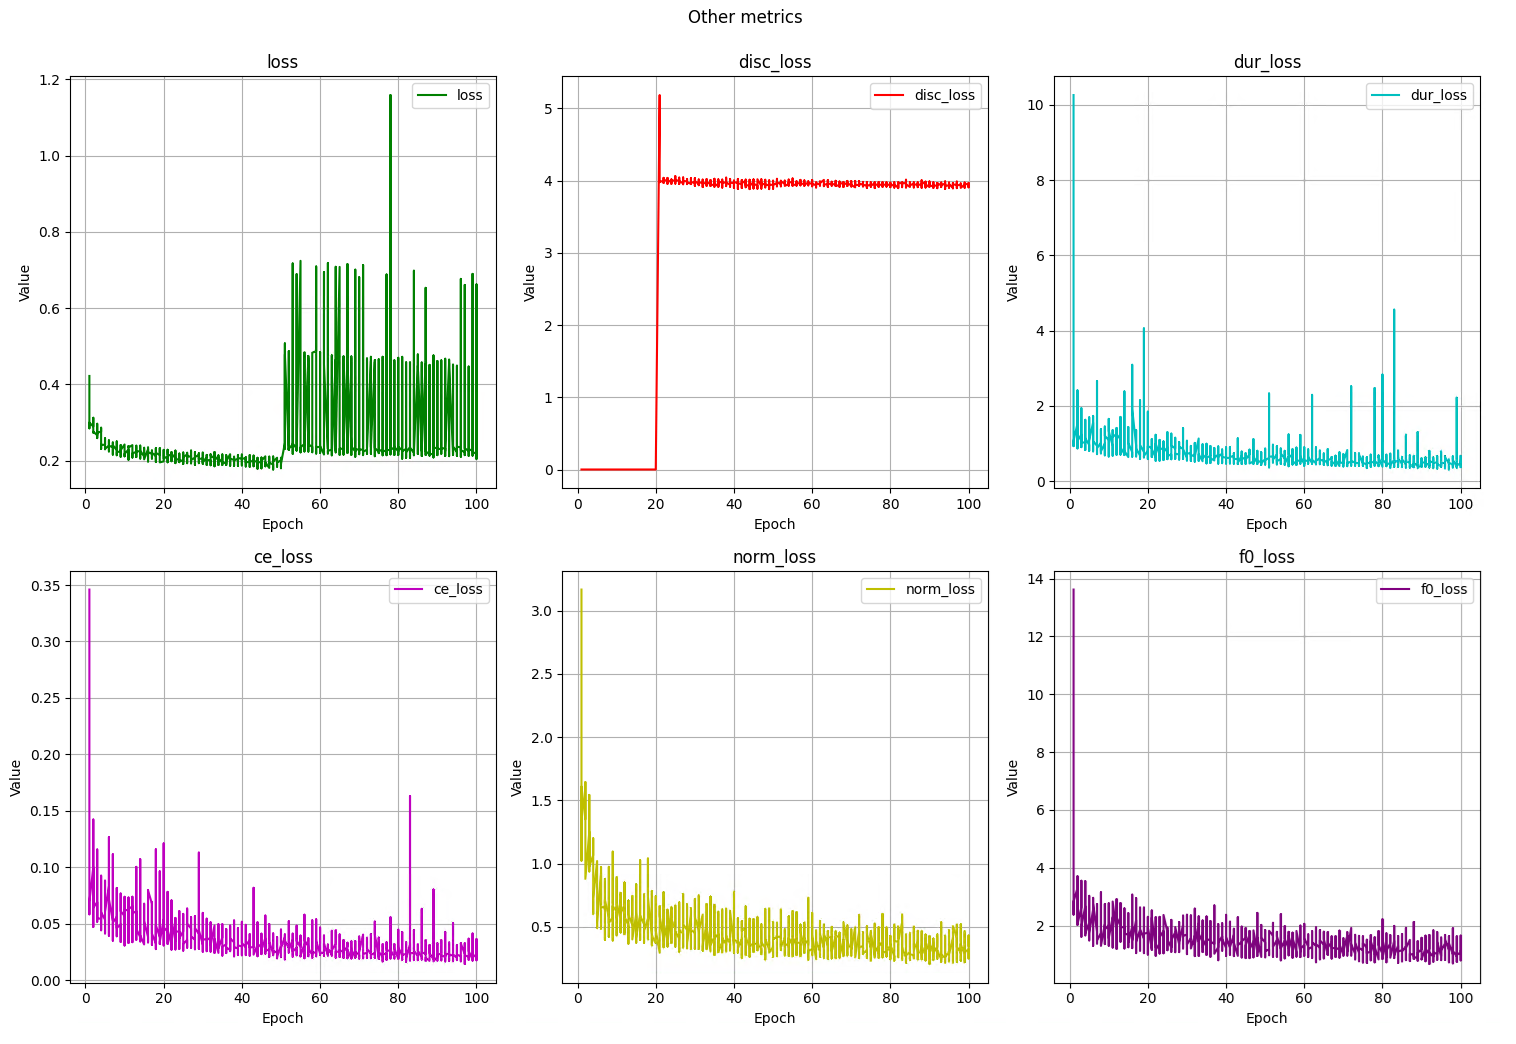 Other metrics
loss
loss
1.2
1.0
0.8
0.6
0.4
0.2
Value
0 20 40 60 80 100
Epoch
disc_loss
disc_loss
5
4
3
2
1
0
Value
0 20 40 60 80 100
Epoch
dur_loss
dur_loss
10
8
6
4
2
0
Value
0 20 40 60 80 100
Epoch
ce_loss
ce_loss
0.35
0.30
0.25
0.20
0.15
0.10
0.05
0.00
Value
0 20 40 60 80 100
Epoch
norm_loss
norm_loss
3.0
2.5
2.0
1.5
1.0
0.5
Value
0 20 40 60 80 100
Epoch
f0_loss
f0_loss
14
12
10
8
6
4
2
Value
0 20 40 60 80 100
Epoch